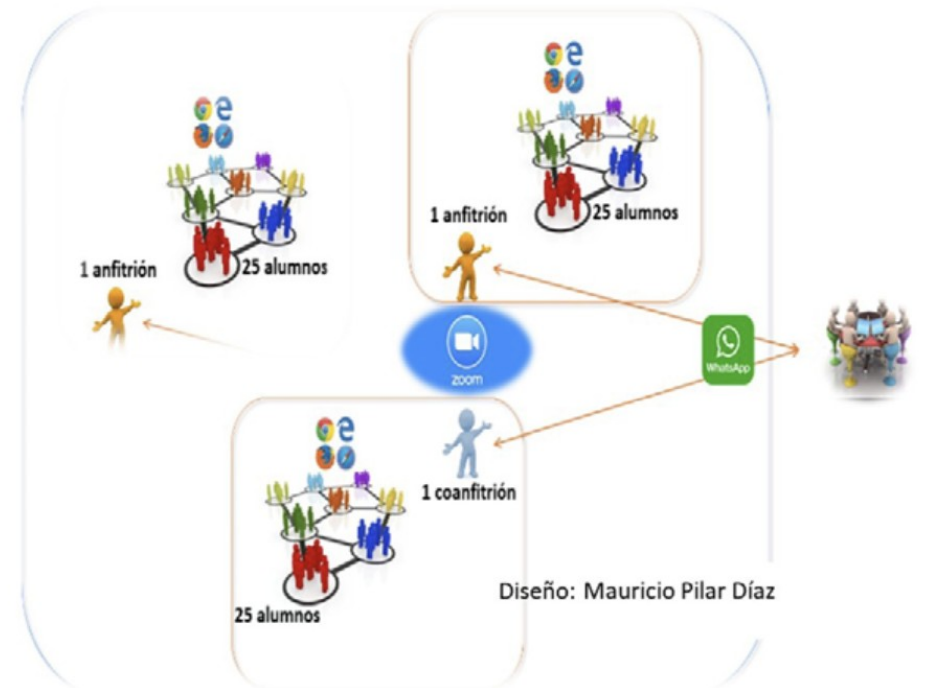 1 anfitrión
25 alumnos
1 anfitrión
25 alumnos
zoom
WhatsApp
1 coanfitrión
25 alumnos
Diseño: Mauricio Pilar Díaz